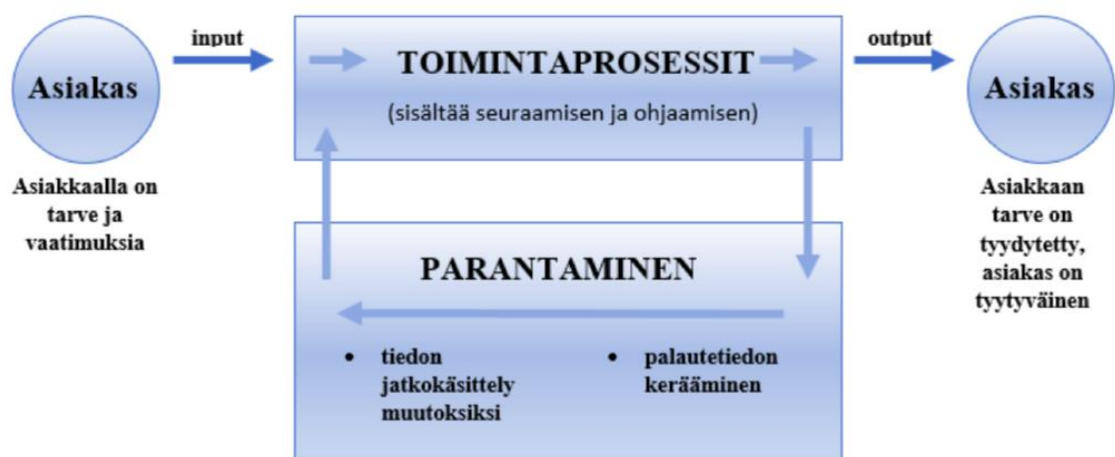 input
output
Asiakas
TOIMINTAPROSESSIT
(sisältää seuraamisen ja ohjaamisen)
Asiakas
Asiakkaalla on
tarve ja
vaatimuksia
Asiakkaan
tarve on
tyydytetty,
asiakas on
tyytyväinen
PARANTAMINEN
• tiedon
jatkokäsittely
muutoksiksi
• palautetiedon
kerääminen